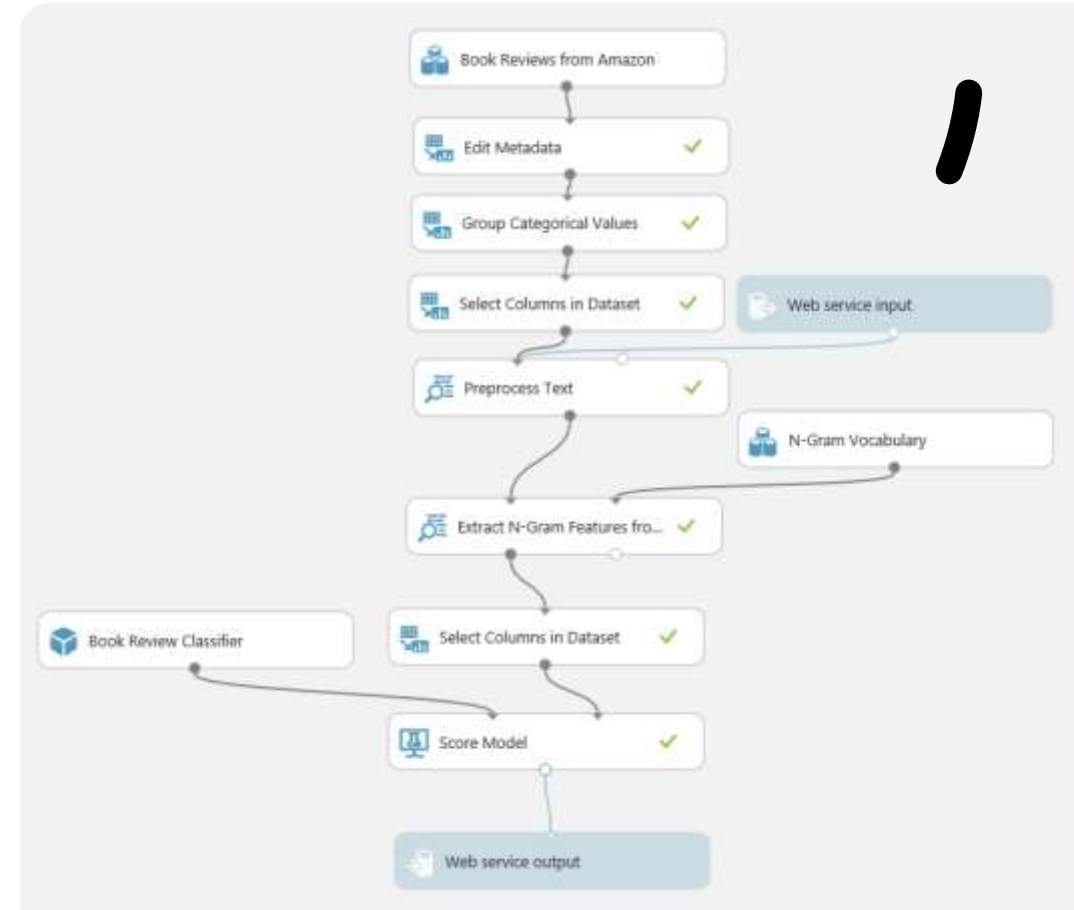 Book Reviews from Amazon
Edit Metadata
Group Categorical Values
Select Columns in Dataset
Web service input
Preprocess Text
N-Gram Vocabulary
Extract N-Gram Features fro...
Book Review Classifier
Select Columns in Dataset
Score Model
Web service output